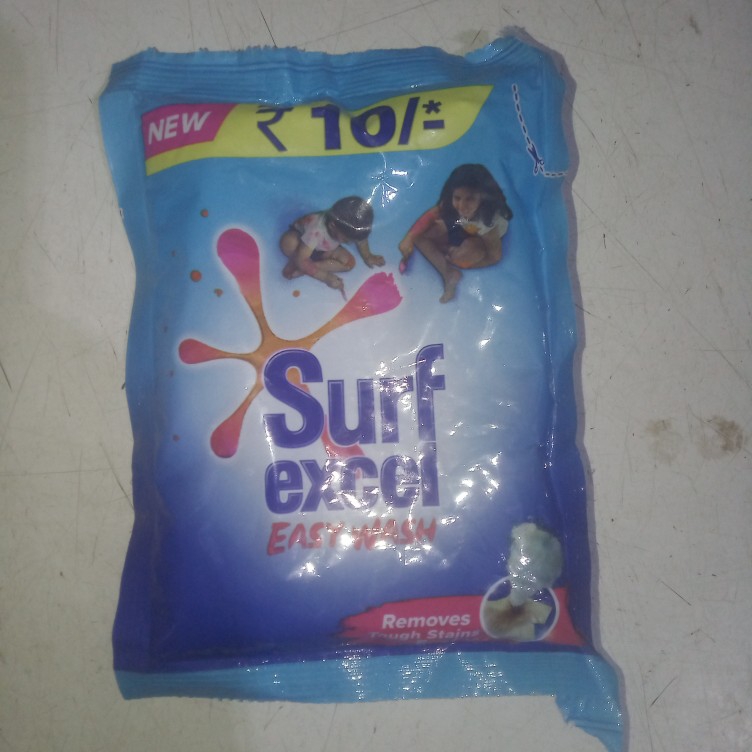 NEW ₹ 10/-*
Surf
excel
EASY WASH
Removes
Tough Stains